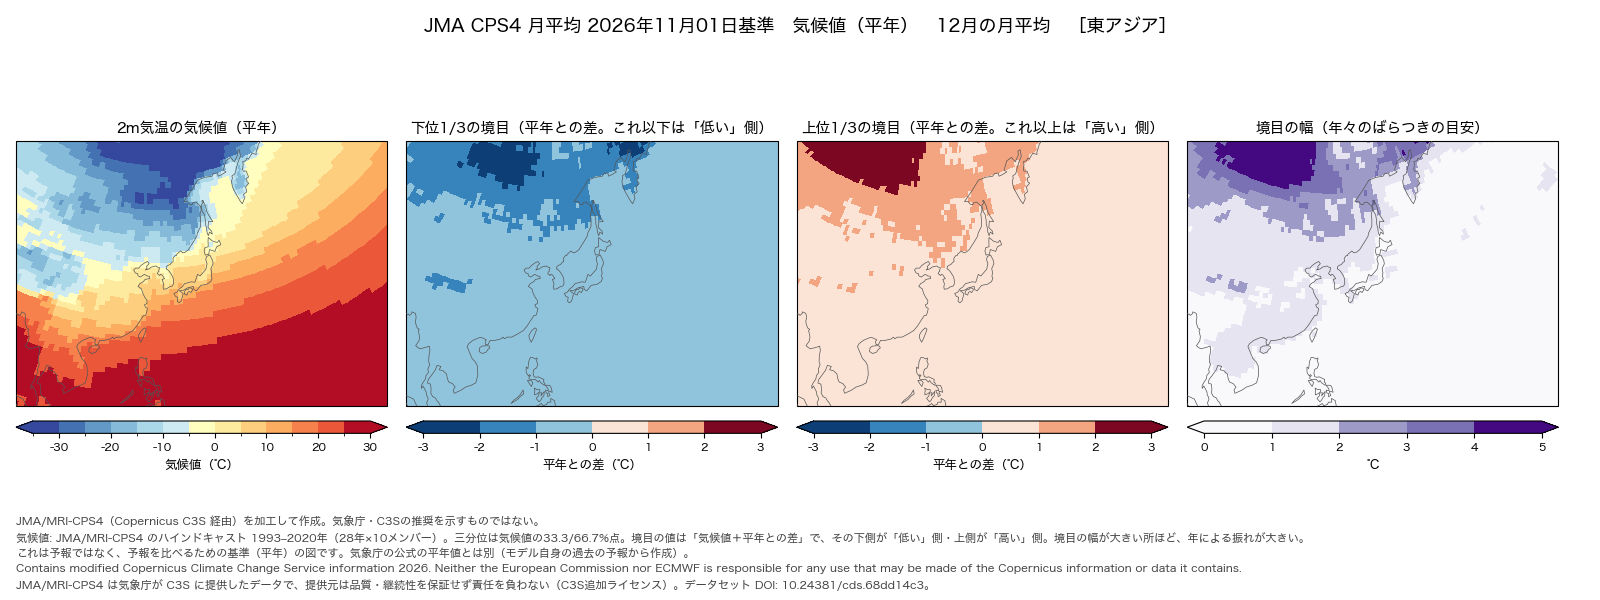 JMA CPS4 月平均 2026年11月01日基準　気候値（平年）　12月の月平均　［東アジア］
2m気温の気候値（平年）
下位1/3の境目（平年との差。これ以下は「低い」側）
上位1/3の境目（平年との差。これ以上は「高い」側）
境目の幅（年々のばらつきの目安）
-30 -20 -10 0 10 20 30
-3 -2 -1 0 1 2 3
-3 -2 -1 0 1 2 3
0 1 2 3 4 5
気候値（℃）
平年との差（℃）
平年との差（℃）
℃
JMA/MRI-CPS4（Copernicus C3S 経由）を加工して作成。気象庁・C3Sの推奨を示すものではない。
気候値: JMA/MRI-CPS4 のハインドキャスト 1993–2020年（28年×10メンバー）。三分位は気候値の33.3/66.7%点。境目の値は「気候値＋平年との差」で、その下側が「低い」側・上側が「高い」側。境目の幅が大きい所ほど、年による振れが大きい。
これは予報ではなく、予報を比べるための基準（平年）の図です。気象庁の公式の平年値とは別（モデル自身の過去の予報から作成）。
Contains modified Copernicus Climate Change Service information 2026. Neither the European Commission nor ECMWF is responsible for any use that may be made of the Copernicus information or data it contains.
JMA/MRI-CPS4 は気象庁が C3S に提供したデータで、提供元は品質・継続性を保証せず責任を負わない（C3S追加ライセンス）。データセット DOI: 10.24381/cds.68dd14c3。